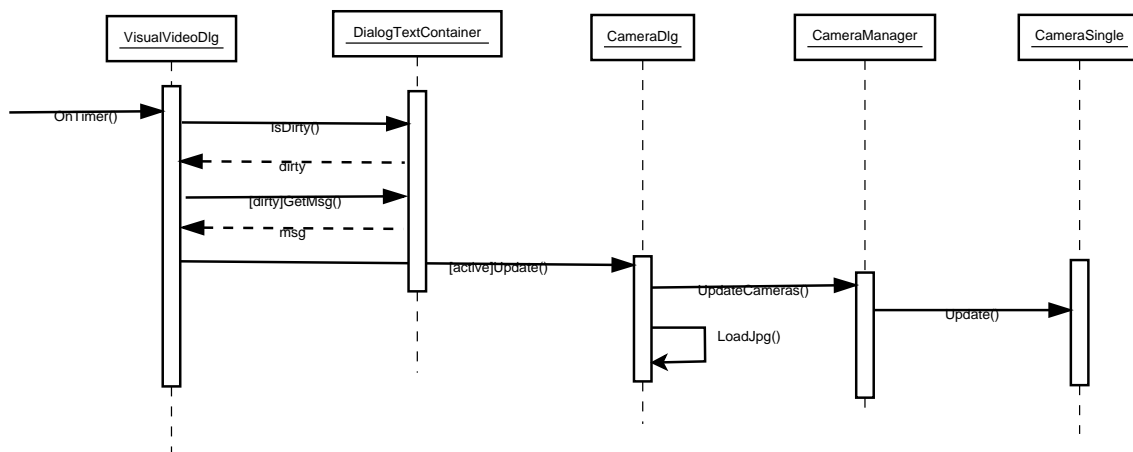 VisualVideoDlg
DialogTextContainer
CameraDlg
CameraManager
CameraSingle
OnTimer()
IsDirty()
dirty
[dirty]GetMsg()
msg
[active]Update()
UpdateCameras()
Update()
LoadJpg()